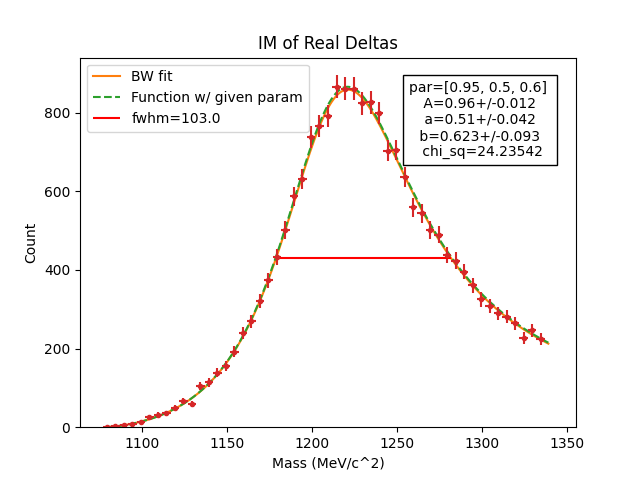 IM of Real Deltas
BW fit
Function w/ given param
fwhm=103.0
par=[0.95, 0.5, 0.6]
A=0.96+/-0.012
a=0.51+/-0.042
b=0.623+/-0.093
chi_sq=24.23542
Count
800
600
400
200
0
1100
1150
1200
1250
1300
1350
Mass (MeV/c^2)